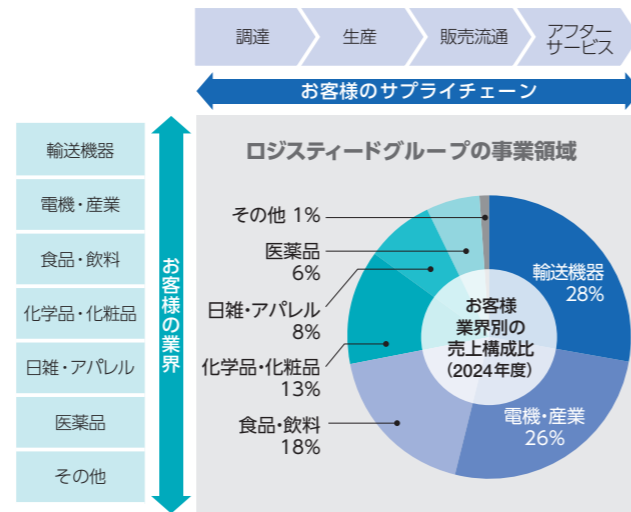 調達
生産
販売流通
アフター
サービス
お客様のサプライチェーン
輸送機器
電機・産業
食品・飲料
化学品・化粧品
日雑・アパレル
医薬品
その他
お客様の業界
ロジスティードグループの事業領域
その他 1%
医薬品
6%
日雑・アパレル
8%
化学品・化粧品
13%
食品・飲料
18%
輸送機器
28%
電機・産業
26%
お客様
業界別の
売上構成比
（2024年度）